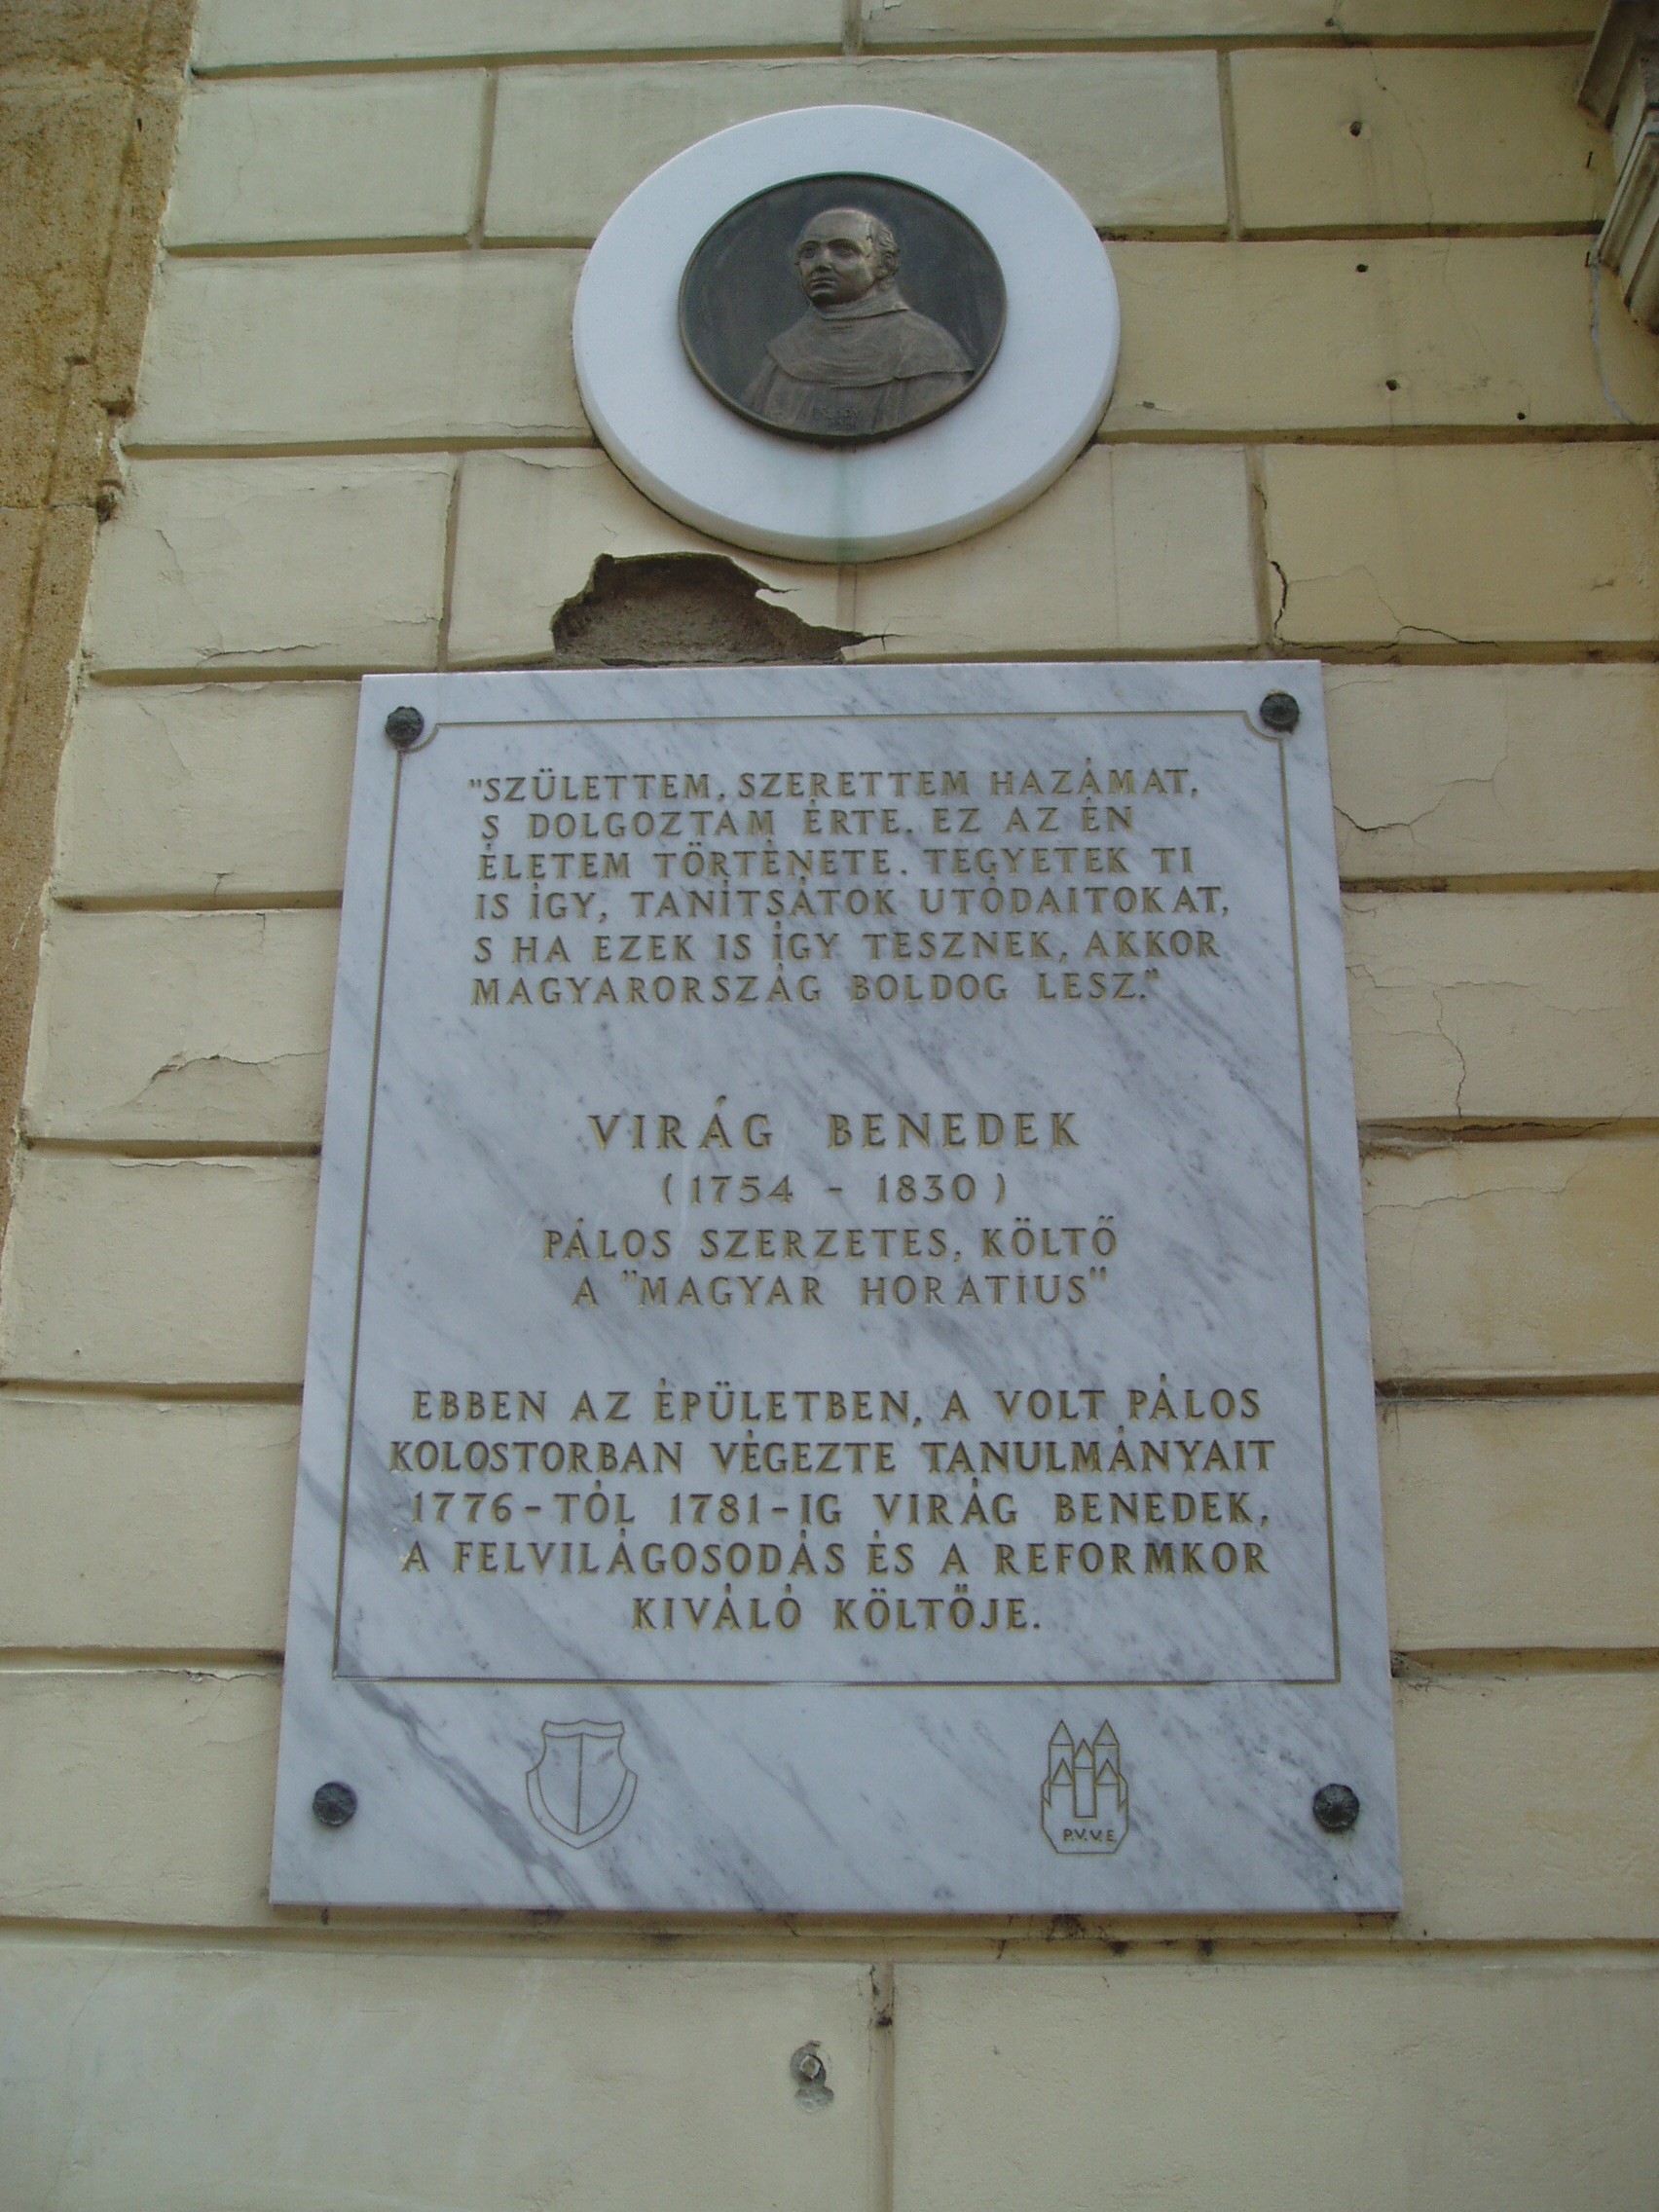 "SZÜLETTEM, SZERETTEM HAZÁMAT,
S DOLGOZTAM ÉRTE. EZ AZ ÉN
ÉLETEM TÖRTÉNETE. TEGYETEK TI
IS ÍGY, TANÍTSÁTOK UTÓDAITOKAT,
S HA EZEK IS ÍGY TESZNEK, AKKOR
MAGYARORSZÁG BOLDOG LESZ."
VIRÁG BENEDEK
(1754 - 1830)
PÁLOS SZERZETES, KÖLTŐ
A "MAGYAR HORATIUS"
EBBEN AZ ÉPÜLETBEN, A VOLT PÁLOS
KOLOSTORBAN VÉGEZTE TANULMÁNYAIT
1776-TÓL 1781-IG VIRÁG BENEDEK,
A FELVILÁGOSODÁS ÉS A REFORMKOR
KIVÁLÓ KÖLTŐJE.
P.V.V.E